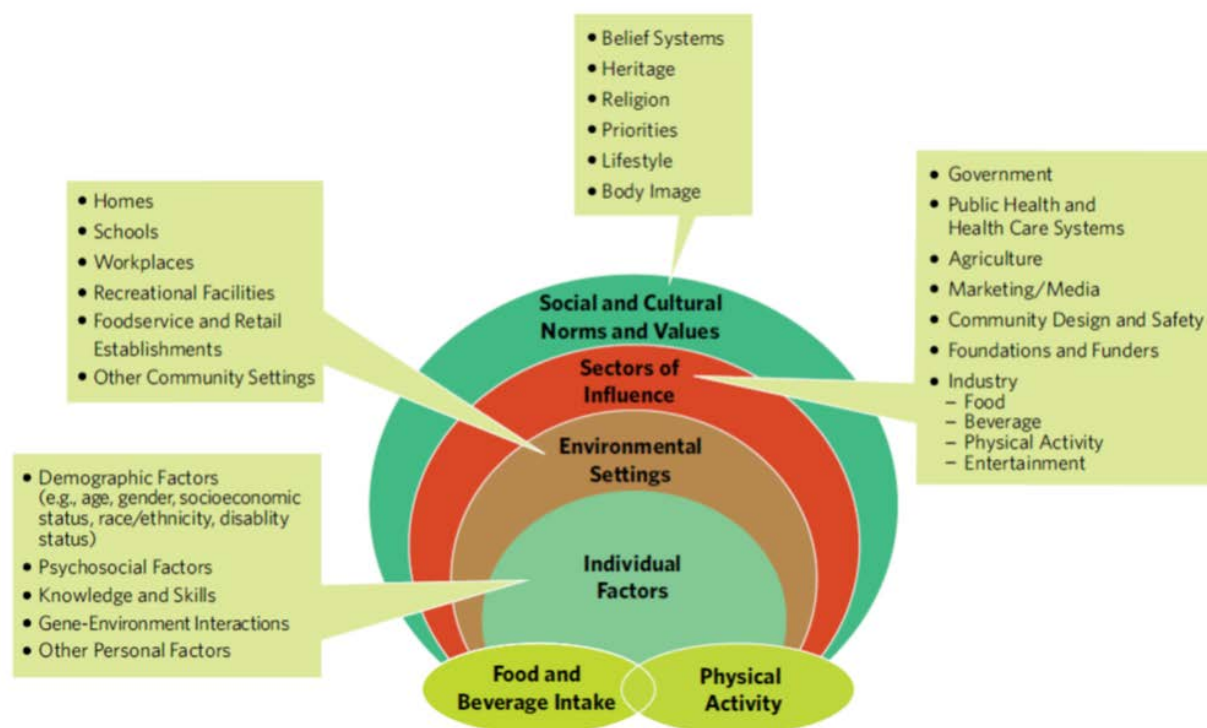 • Belief Systems
• Heritage
• Religion
• Priorities
• Lifestyle
• Body Image
• Homes
• Schools
• Workplaces
• Recreational Facilities
• Foodservice and Retail
Establishments
• Other Community Settings
• Government
• Public Health and
Health Care Systems
• Agriculture
• Marketing/Media
• Community Design and Safety
• Foundations and Funders
• Industry
– Food
– Beverage
– Physical Activity
– Entertainment
• Demographic Factors
(e.g., age, gender, socioeconomic
status, race/ethnicity, disablity
status)
• Psychosocial Factors
• Knowledge and Skills
• Gene-Environment Interactions
• Other Personal Factors
Social and Cultural
Norms and Values
Sectors of
Influence
Environmental
Settings
Individual
Factors
Food and
Beverage Intake
Physical
Activity